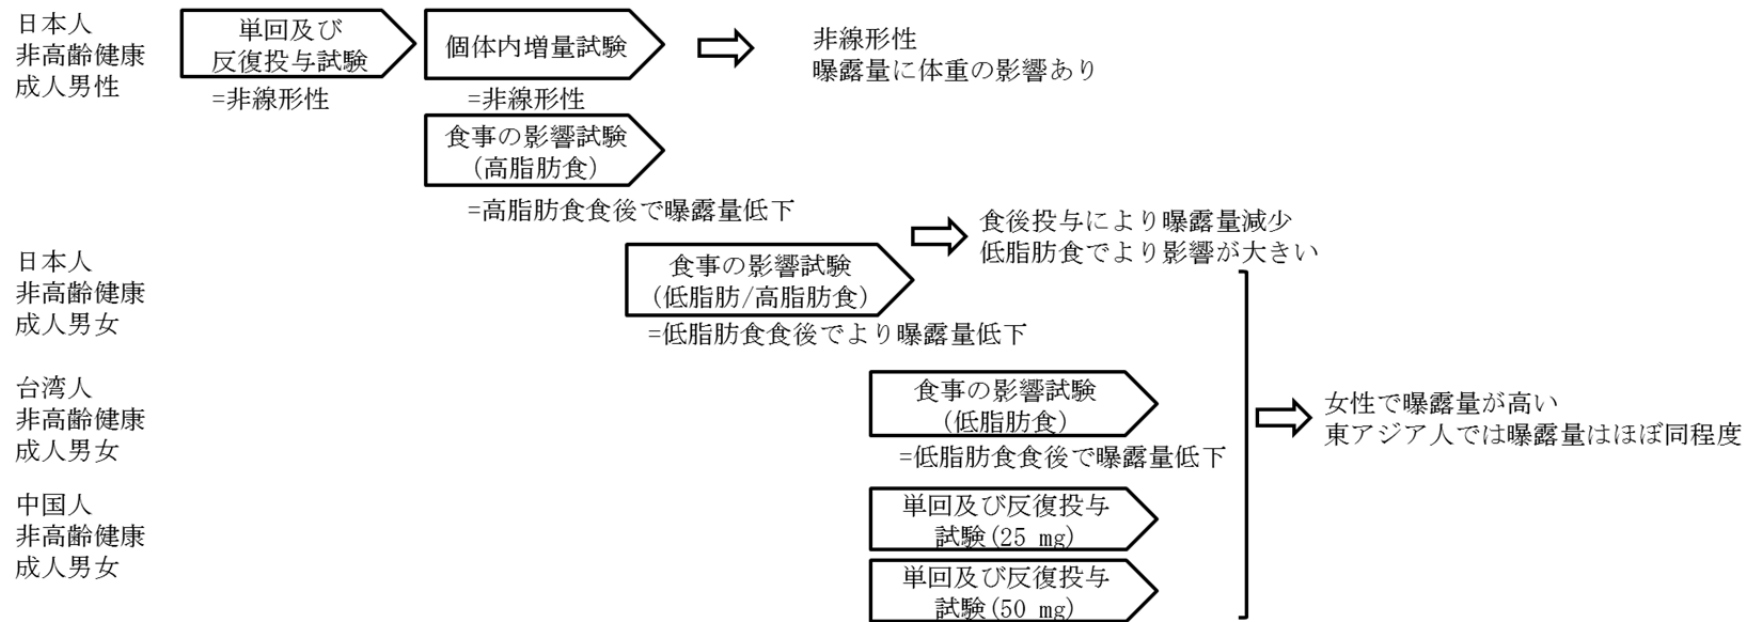 日本人
非高齢健康
成人男性
単回及び
反復投与試験
=非線形性
個体内増量試験
=非線形性
非線形性
曝露量に体重の影響あり
食事の影響試験
(高脂肪食)
=高脂肪食食後で曝露量低下
食後投与により曝露量減少
低脂肪食でより影響が大きい
日本人
非高齢健康
成人男女
食事の影響試験
(低脂肪/高脂肪食)
=低脂肪食食後でより曝露量低下
台湾人
非高齢健康
成人男女
食事の影響試験
(低脂肪食)
=低脂肪食食後で曝露量低下
女性で曝露量が高い
東アジア人では曝露量はほぼ同程度
中国人
非高齢健康
成人男女
単回及び反復投与
試験(25 mg)
単回及び反復投与
試験(50 mg)